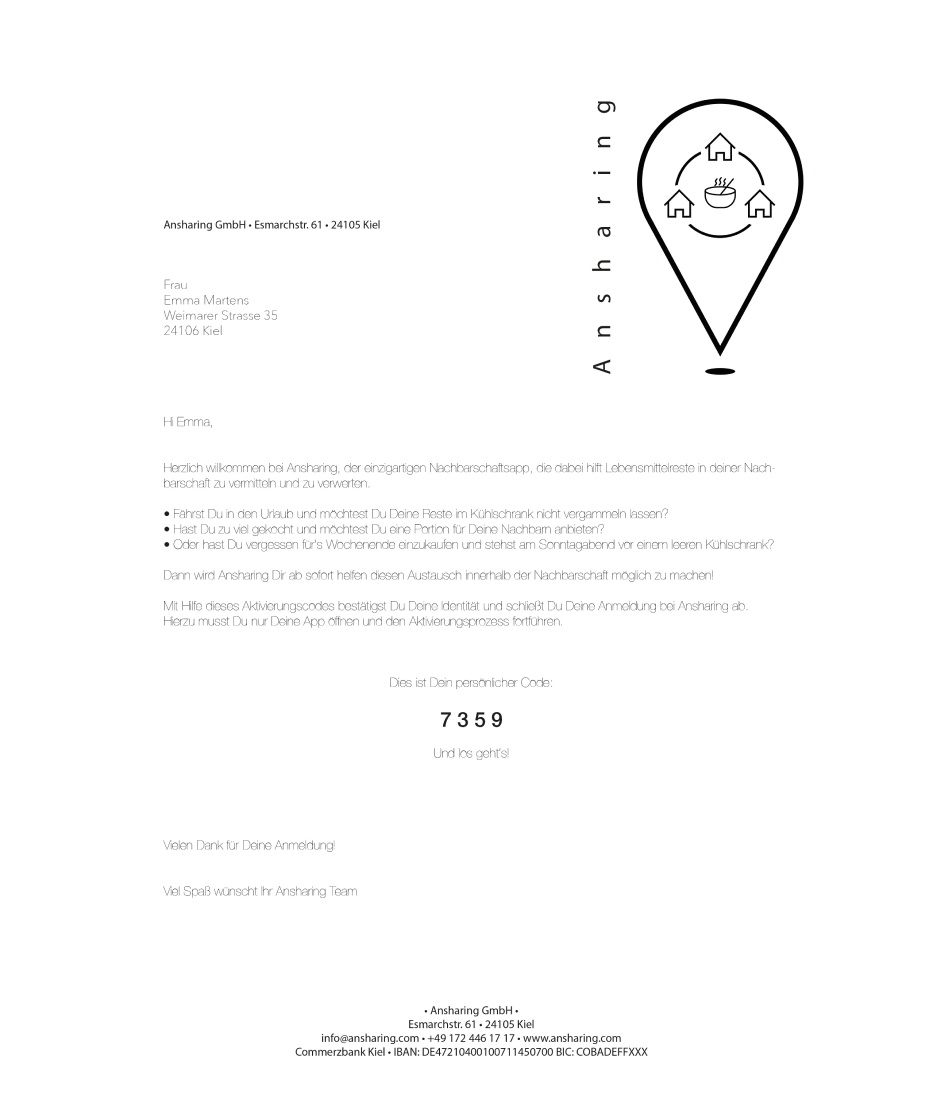 Ansharing
Ansharing GmbH • Esmarchstr. 61 • 24105 Kiel
Frau
Emma Martens
Weimarer Strasse 35
24106 Kiel
Hi Emma,
Herzlich willkommen bei Ansharing, der einzigartigen Nachbarschaftsapp, die dabei hilft Lebensmittelreste in deiner Nach-
barschaft zu vermitteln und zu verwerten.
• Fährst Du in den Urlaub und möchtest Du Deine Reste im Kühlschrank nicht vergammeln lassen?
• Hast Du zu viel gekocht und möchtest Du eine Portion für Deine Nachbarn anbieten?
• Oder hast Du vergessen für's Wochenende einzukaufen und stehst am Sonntagabend vor einem leeren Kühlschrank?
Dann wird Ansharing Dir ab sofort helfen diesen Austausch innerhalb der Nachbarschaft möglich zu machen!
Mit Hilfe dieses Aktivierungscodes bestätigst Du Deine Identität und schließt Du Deine Anmeldung bei Ansharing ab.
Hierzu musst Du nur Deine App öffnen und den Aktivierungsprozess fortführen.
Dies ist Dein persönlicher Code:
7 3 5 9
Und los geht's!
Vielen Dank für Deine Anmeldung!
Viel Spaß wünscht Ihr Ansharing Team
• Ansharing GmbH •
Esmarchstr. 61 • 24105 Kiel
info@ansharing.com • +49 172 446 17 17 • www.ansharing.com
Commerzbank Kiel • IBAN: DE47210400100711450700 BIC: COBADEFFXXX